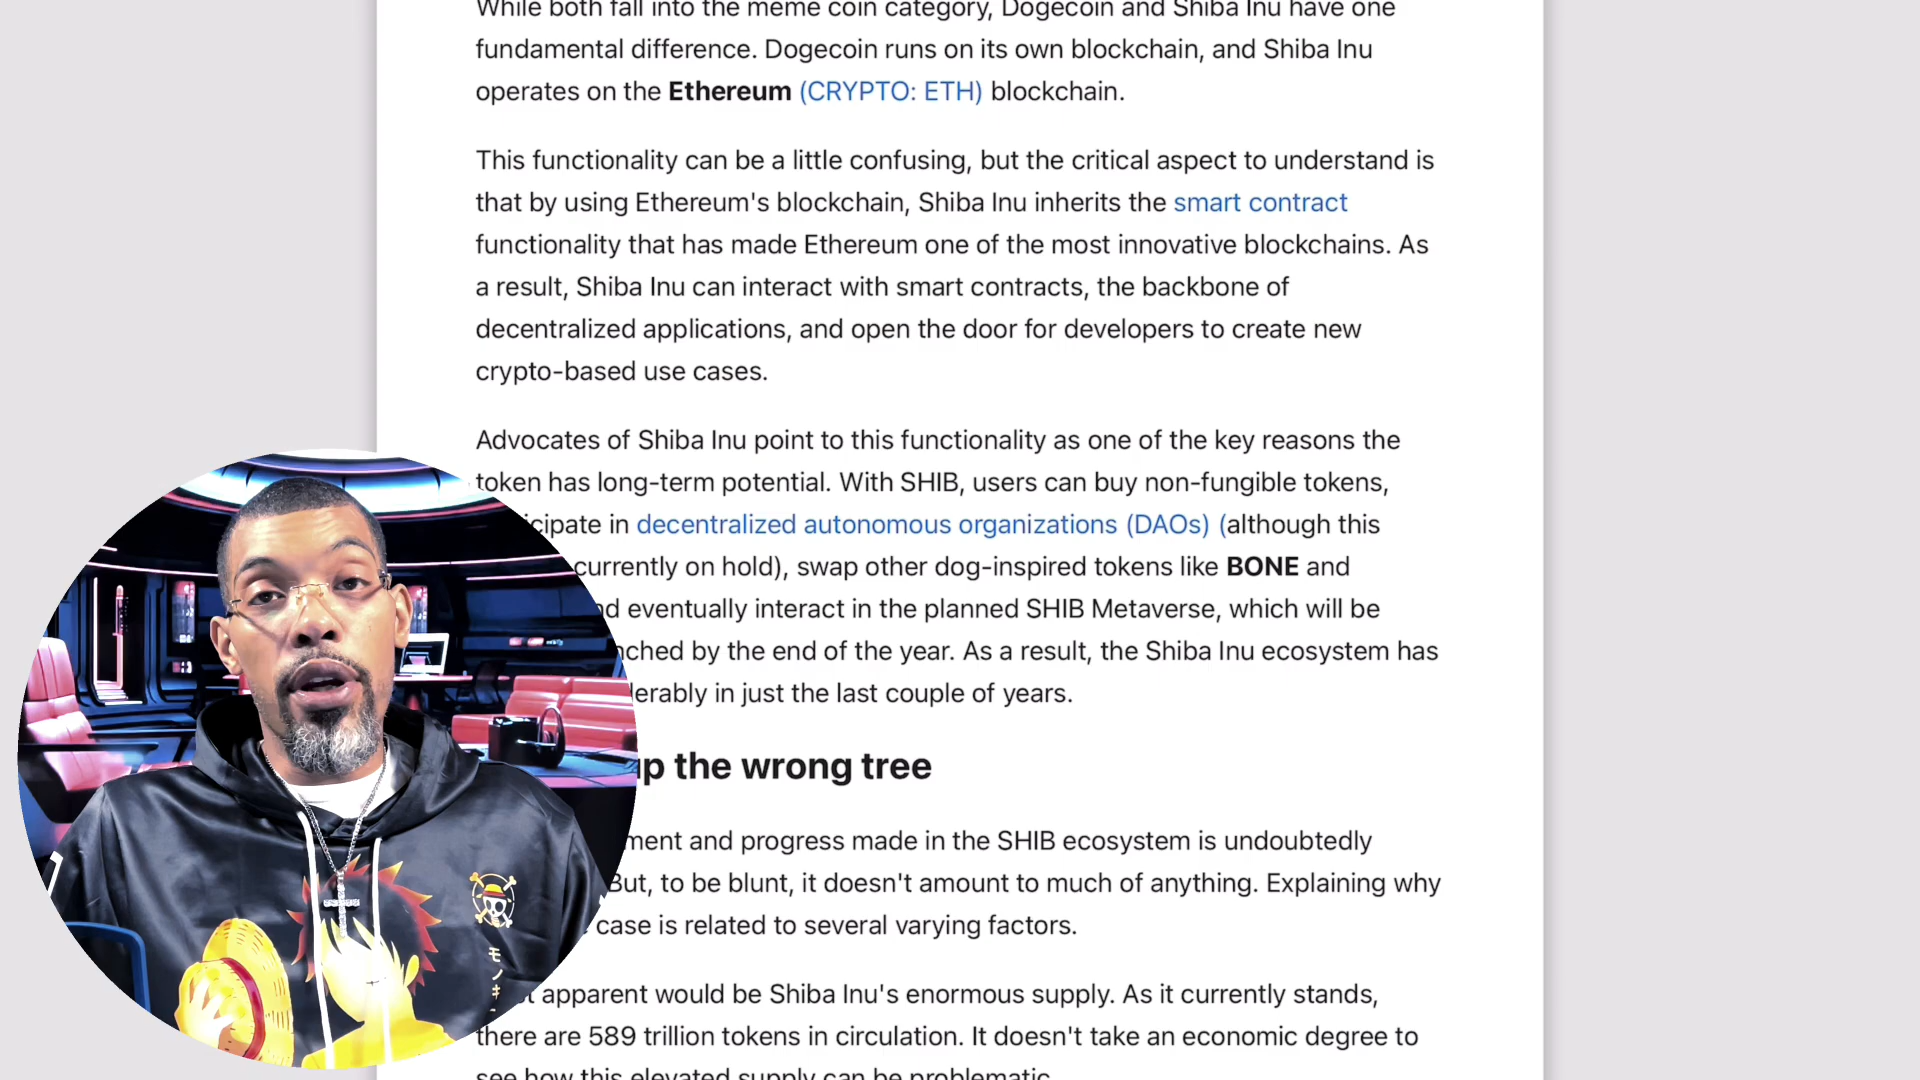 While both fall into the meme coin category, Dogecoin and Shiba Inu have one
fundamental difference. Dogecoin runs on its own blockchain, and Shiba Inu
operates on the Ethereum (CRYPTO: ETH) blockchain.
This functionality can be a little confusing, but the critical aspect to understand is
that by using Ethereum's blockchain, Shiba Inu inherits the smart contract
functionality that has made Ethereum one of the most innovative blockchains. As
a result, Shiba Inu can interact with smart contracts, the backbone of
decentralized applications, and open the door for developers to create new
crypto-based use cases.
Advocates of Shiba Inu point to this functionality as one of the key reasons the
token has long-term potential. With SHIB, users can buy non-fungible tokens,
icipate in decentralized autonomous organizations (DAOs) (although this
currently on hold), swap other dog-inspired tokens like BONE and
nd eventually interact in the planned SHIB Metaverse, which will be
nched by the end of the year. As a result, the Shiba Inu ecosystem has
derably in just the last couple of years.
up the wrong tree
ment and progress made in the SHIB ecosystem is undoubtedly
But, to be blunt, it doesn't amount to much of anything. Explaining why
case is related to several varying factors.
t apparent would be Shiba Inu's enormous supply. As it currently stands,
there are 589 trillion tokens in circulation. It doesn't take an economic degree to
see how this elevated supply can be problematic.
モノキ